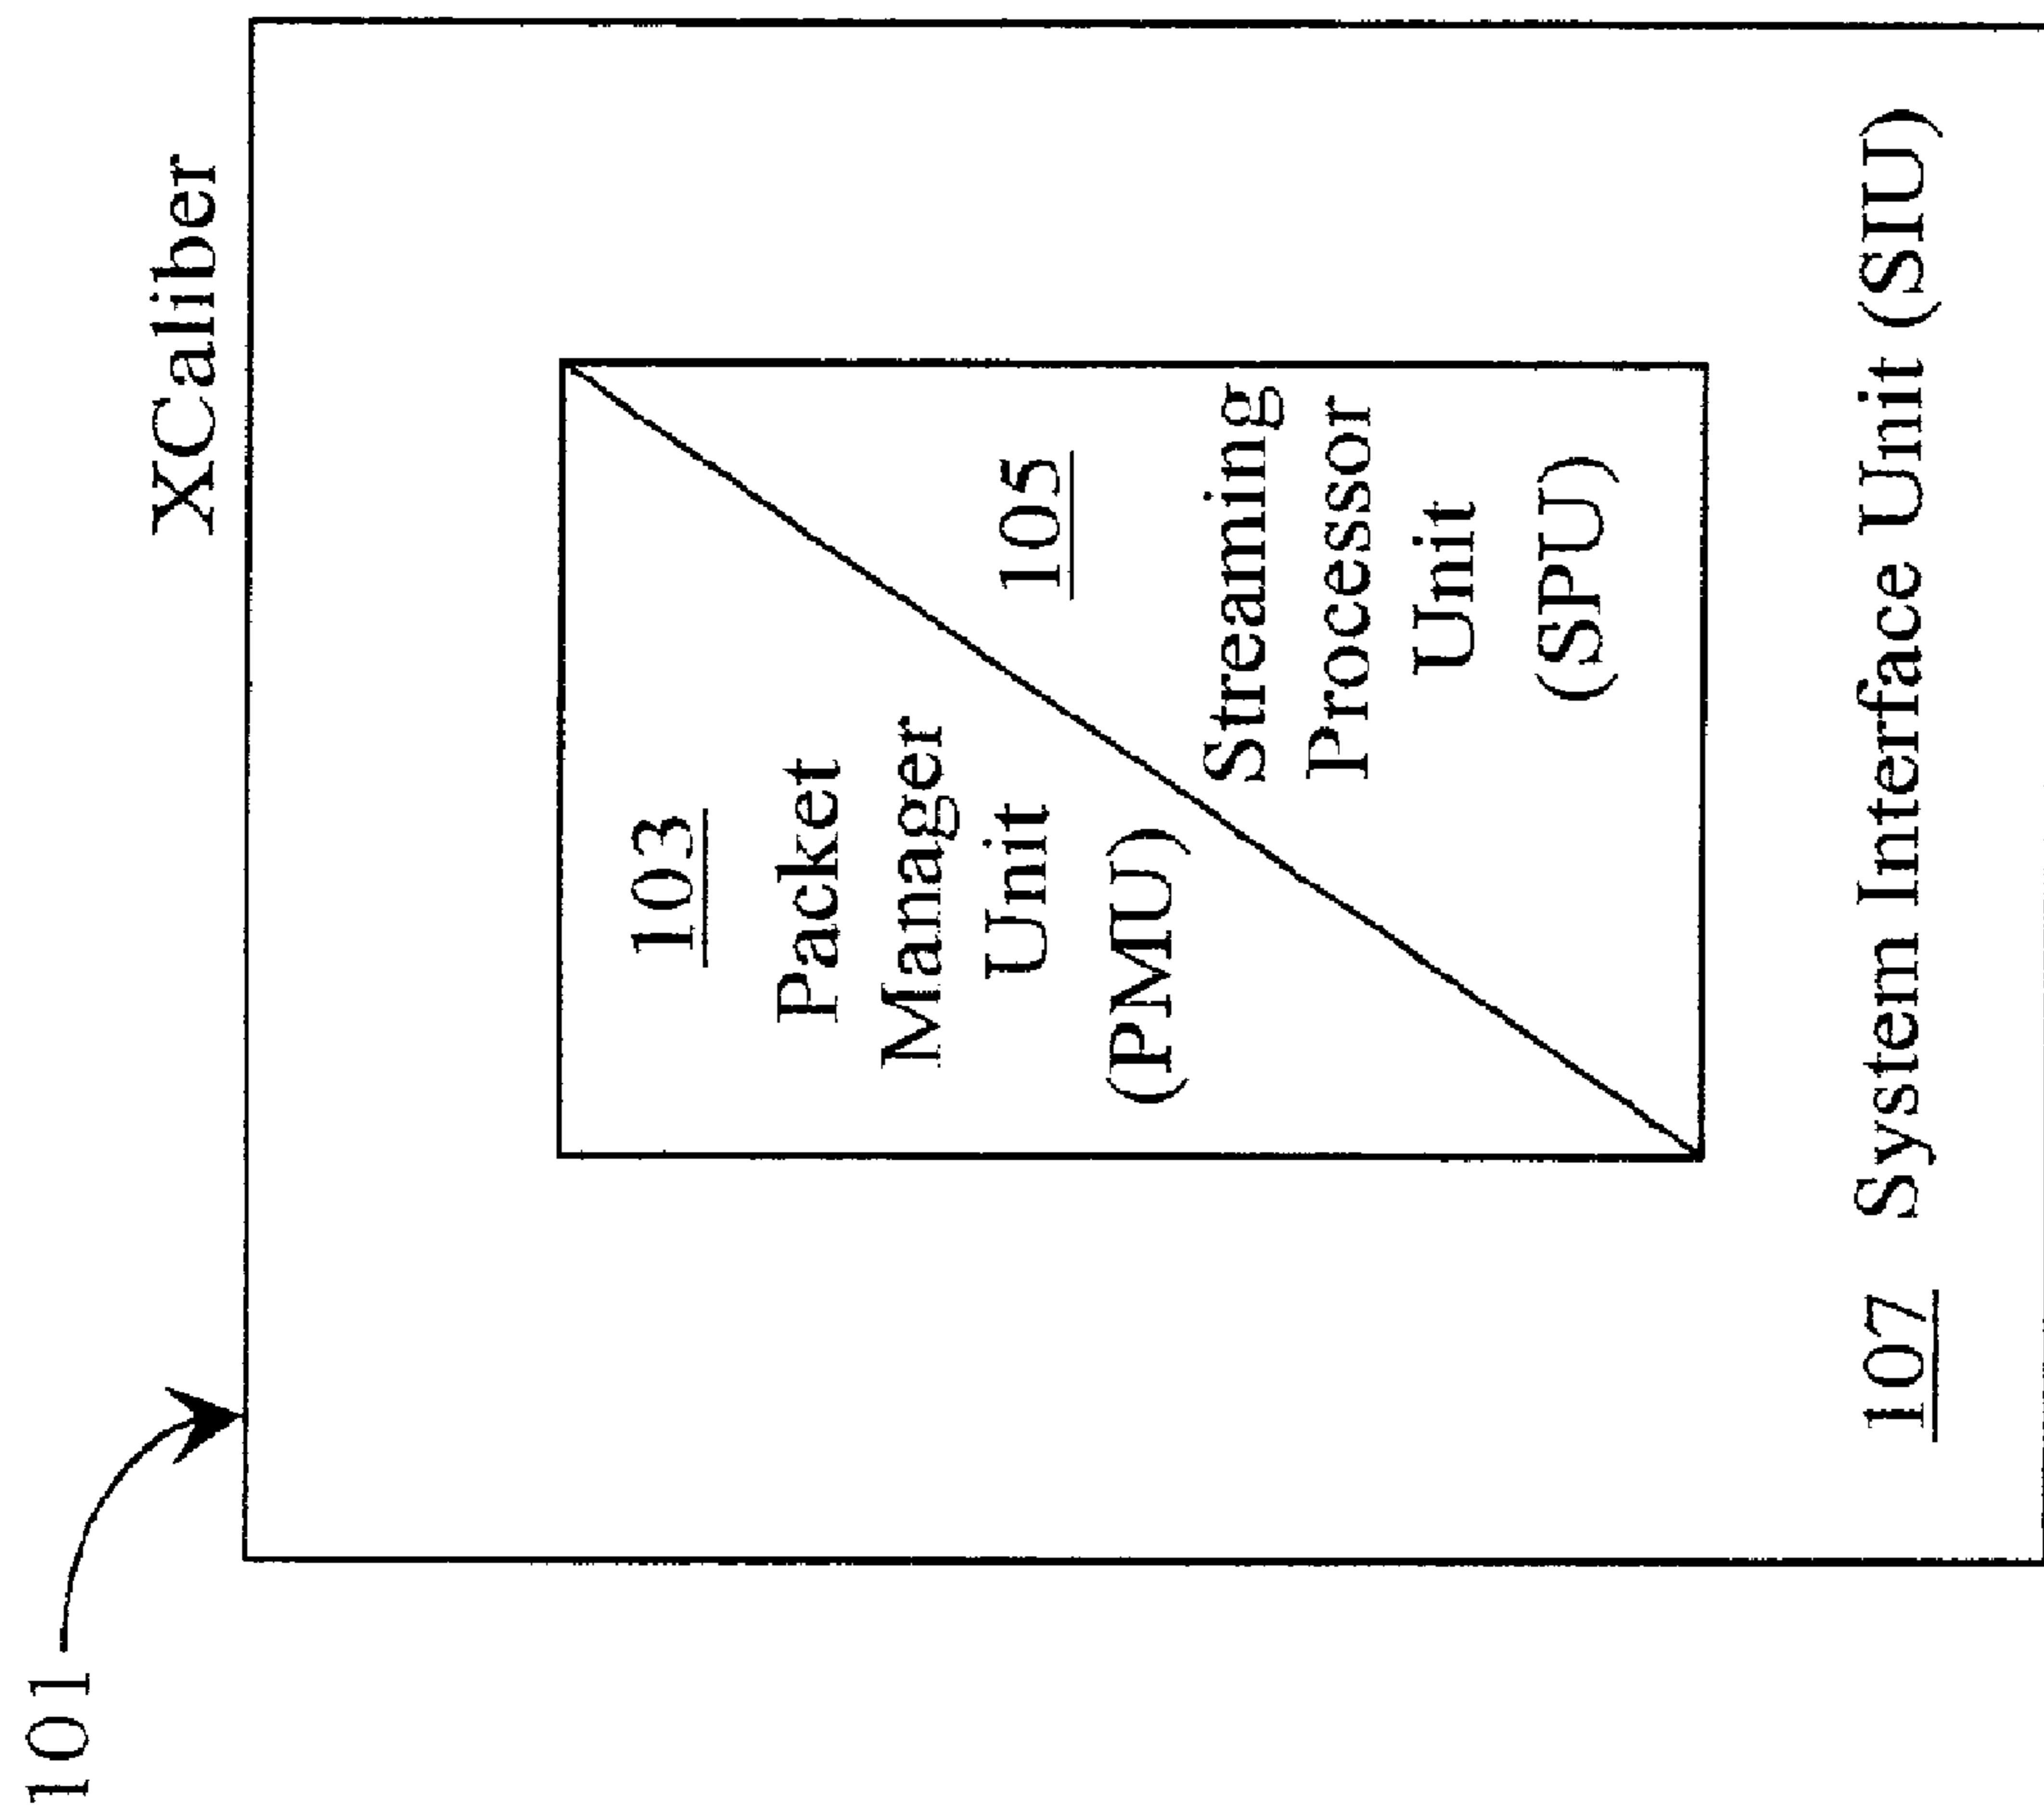 101
XCaliber
103
Packet
Manager
Unit
(PMU)
105
Streaming
Processor
Unit
(SPU)
107 System Interface Unit (SIU)